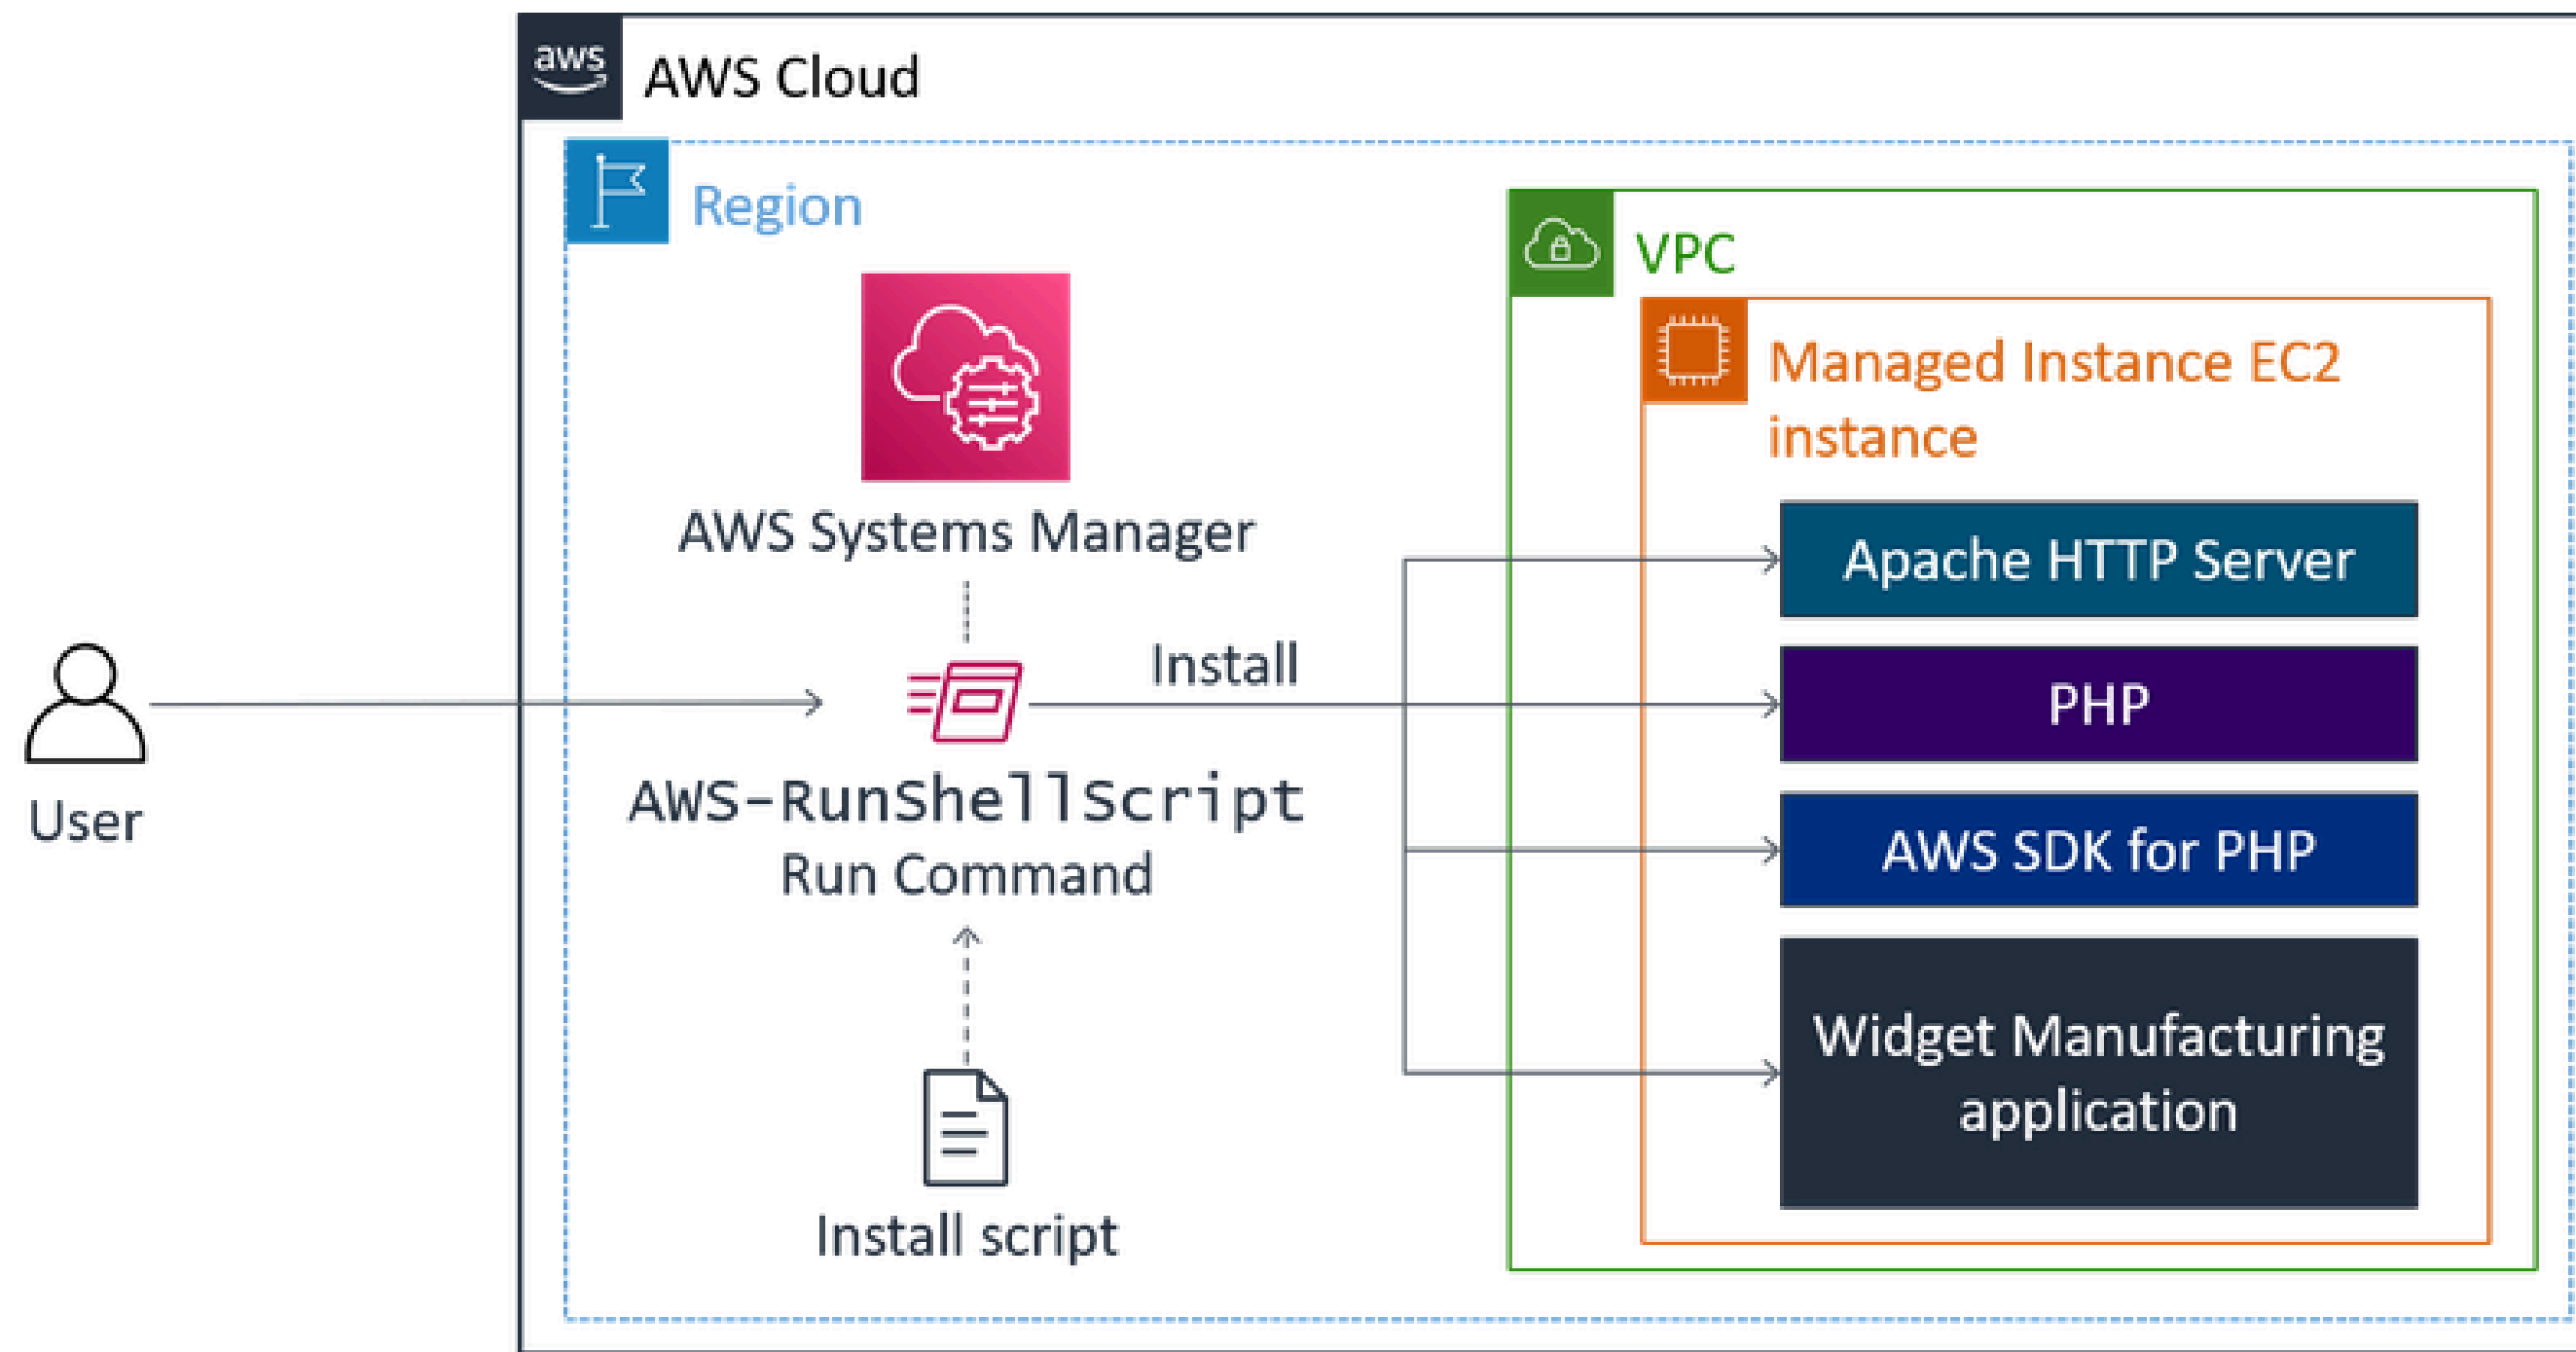 aws
AWS Cloud
Region
VPC
Managed Instance EC2
instance
AWS Systems Manager
Apache HTTP Server
Install
PHP
User
AWS-RunShellScript
Run Command
AWS SDK for PHP
Widget Manufacturing
application
Install script